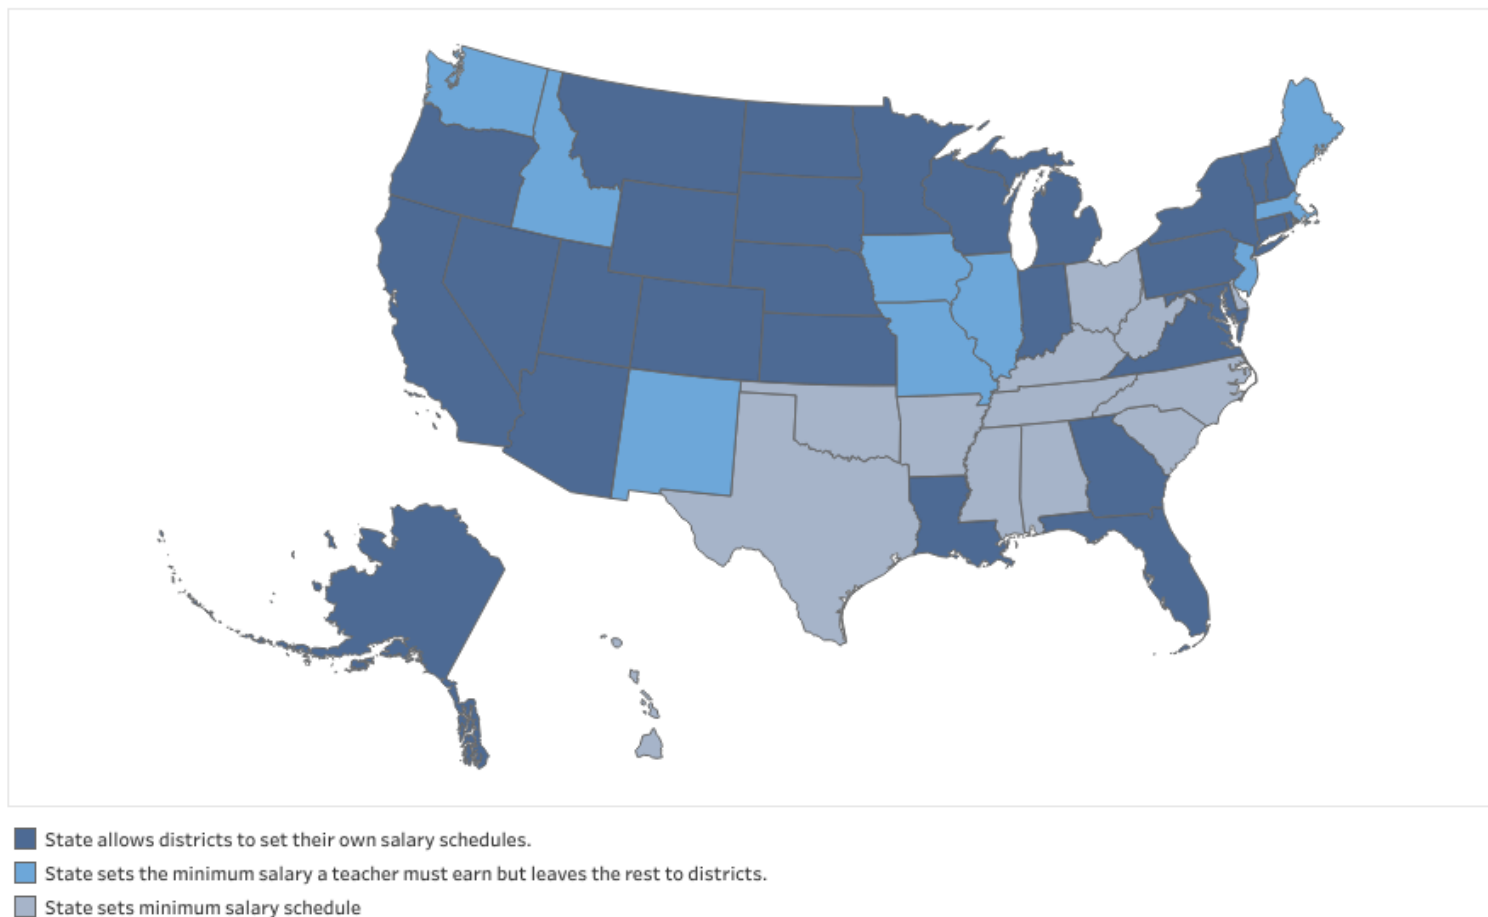 State allows districts to set their own salary schedules.
State sets the minimum salary a teacher must earn but leaves the rest to districts.
State sets minimum salary schedule